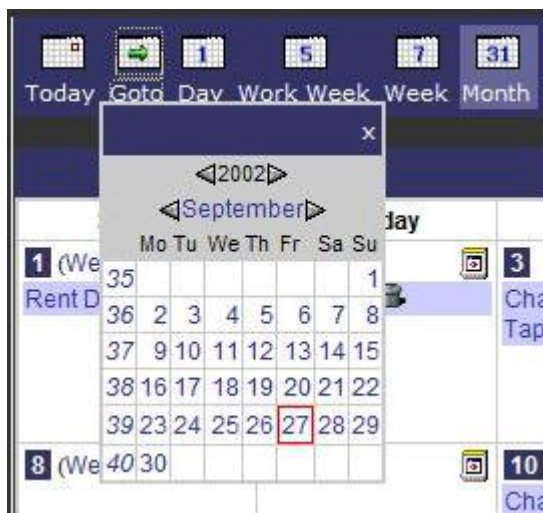 1 5 7 31
Today Goto Day Work Week Week Month
x
2002
September
day
Mo Tu We Th Fr Sa Su
35 1
36 2 3 4 5 6 7 8
37 9 10 11 12 13 14 15
38 16 17 18 19 20 21 22
39 23 24 25 26 27 28 29
40 30
1 (We
Rent D
3
Cha
Tap
8 (We
10
Cha